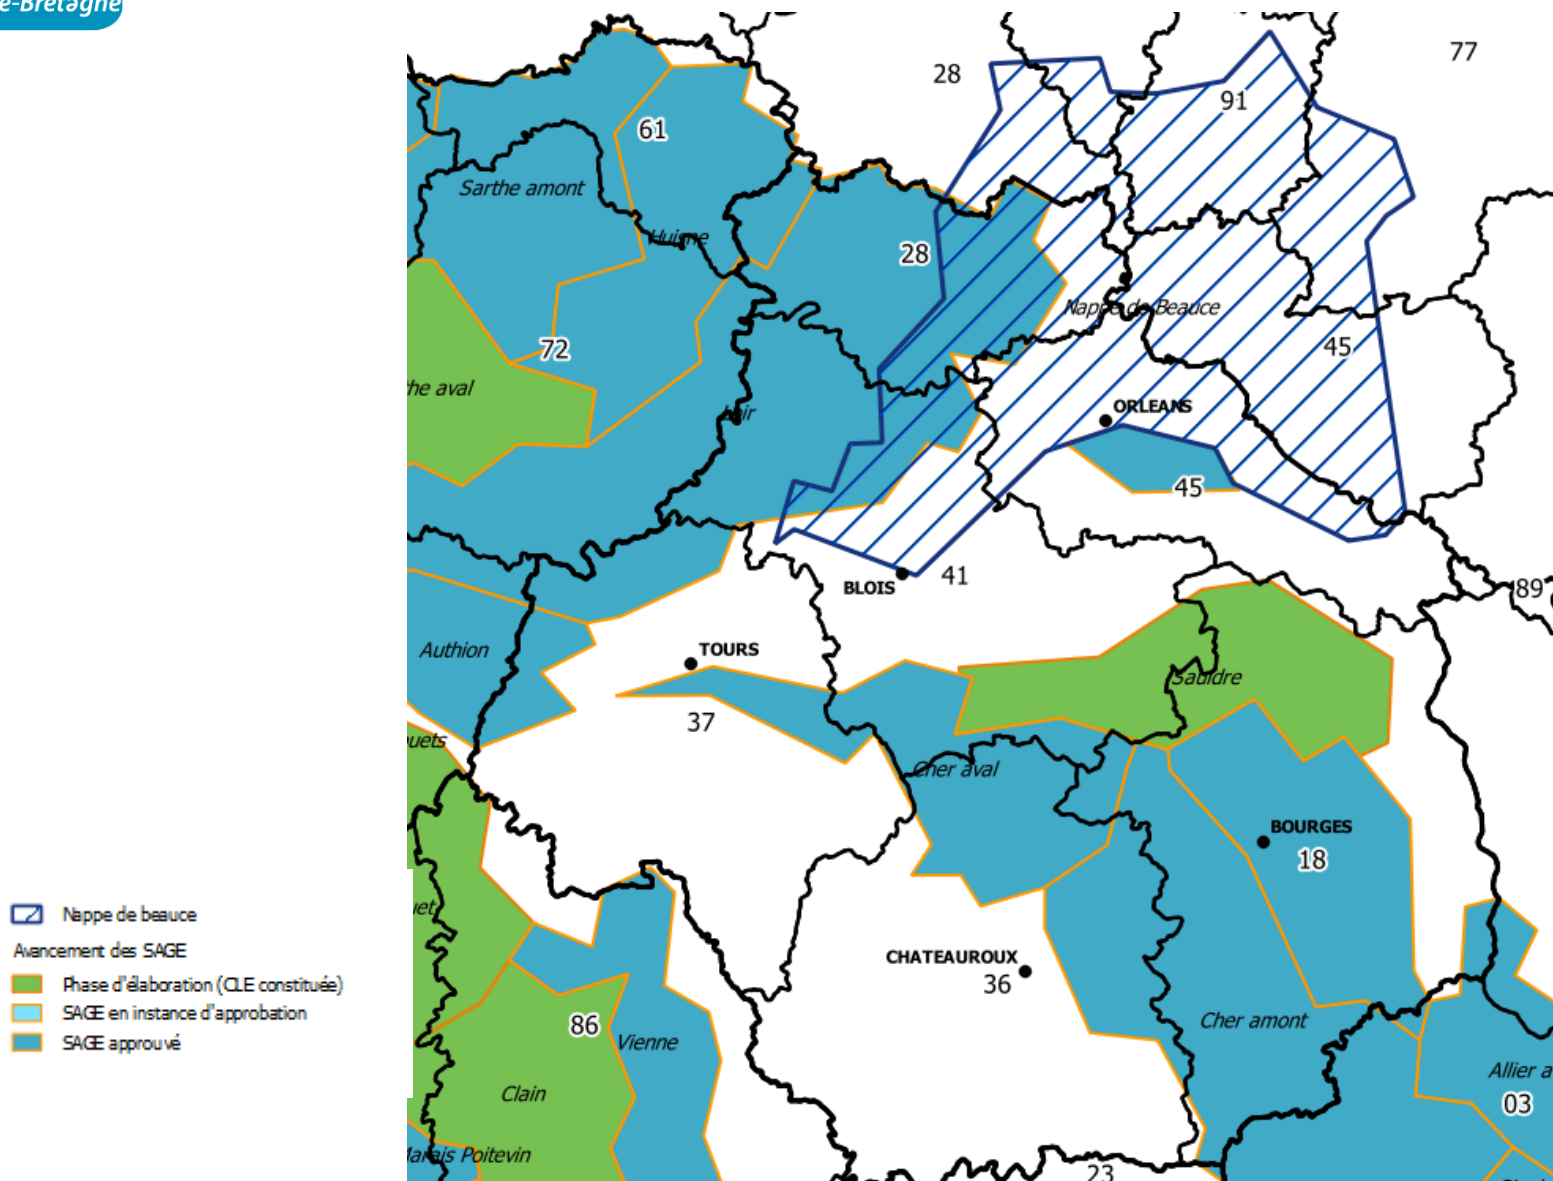 e-Bretagne
77
28
91
61
Sarthe amont
Huisne
28
Nappe de Beauce
72
45
he aval
Loir
ORLEANS
45
BLOIS
41
89
Authion
TOURS
Sauldre
37
uets
Cher aval
BOURGES
18
uet
Nappe de beauce
Avancement des SAGE
CHATEAUROUX
36
Phase d'élaboration (CLE constituée)
SAGE en instance d'approbation
86
Cher amont
SAGE approuvé
Vienne
Allier a
Clain
03
Marais Poitevin
23